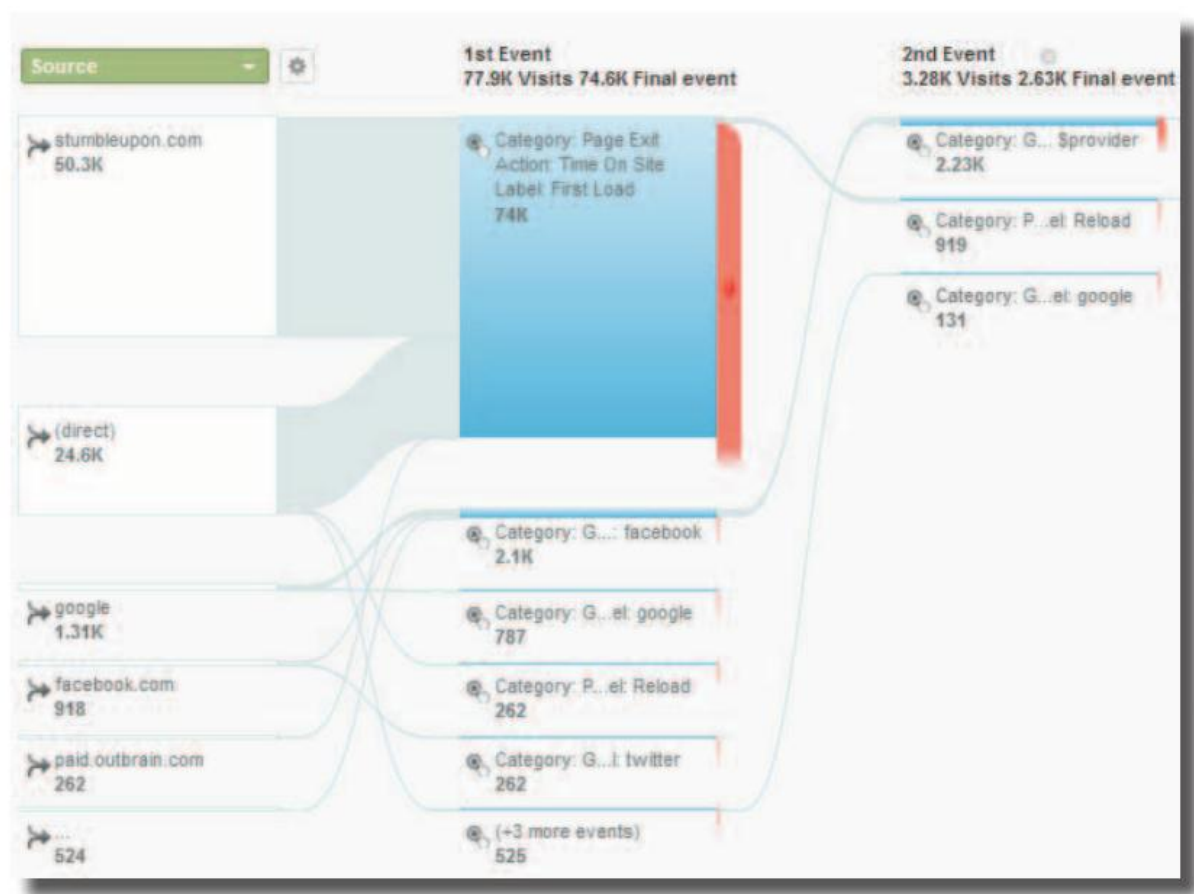 Source
stumbleupon.com
50.3K
(direct)
24.6K
google
1.31K
facebook.com
918
paid.outbrain.com
262
...
524
1st Event
77.9K Visits 74.6K Final event
Category: Page Exit
Action: Time On Site
Label: First Load
74K
Category: G...: facebook
2.1K
Category: G...el: google
787
Category: P...el: Reload
262
Category: G...l: twitter
262
(+3 more events)
525
2nd Event
3.28K Visits 2.63K Final event
Category: G... $provider
2.23K
Category: P...el: Reload
919
Category: G...el: google
131